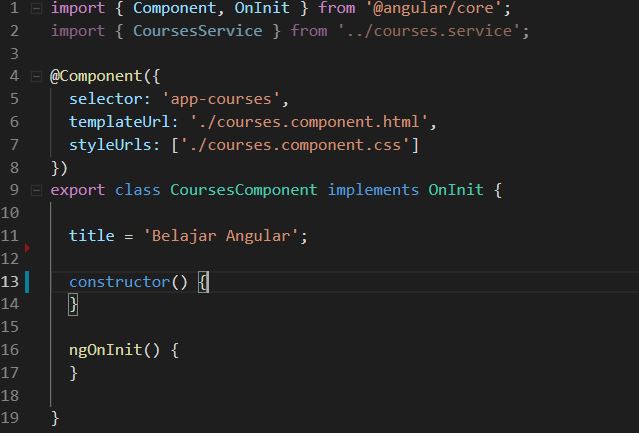 1 import { Component, OnInit } from '@angular/core';
2 import { CoursesService } from '../courses.service';
3
4 @Component({
5   selector: 'app-courses',
6   templateUrl: './courses.component.html',
7   styleUrls: ['./courses.component.css']
8 })
9 export class CoursesComponent implements OnInit {
10
11   title = 'Belajar Angular';
12
13   constructor() {
14   }
15
16   ngOnInit() {
17   }
18
19 }